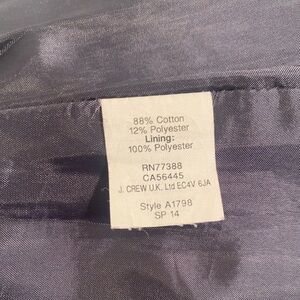 88% Cotton
12% Polyester
Lining:
100% Polyester
RN77388
CA56445
J. CREW U.K. Ltd EC4V 6JA
Style A1798
SP 14